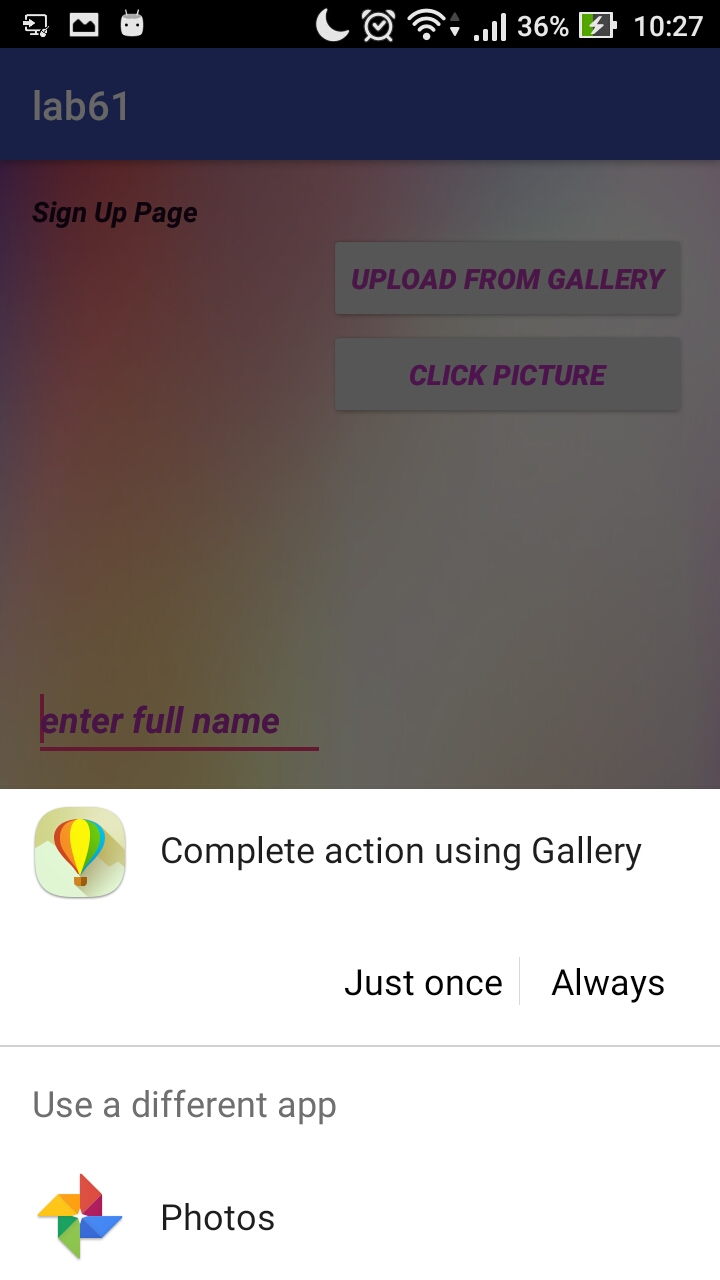 36% 10:27
lab61
Sign Up Page
UPLOAD FROM GALLERY
CLICK PICTURE
enter full name
Complete action using Gallery
Just once Always
Use a different app
Photos